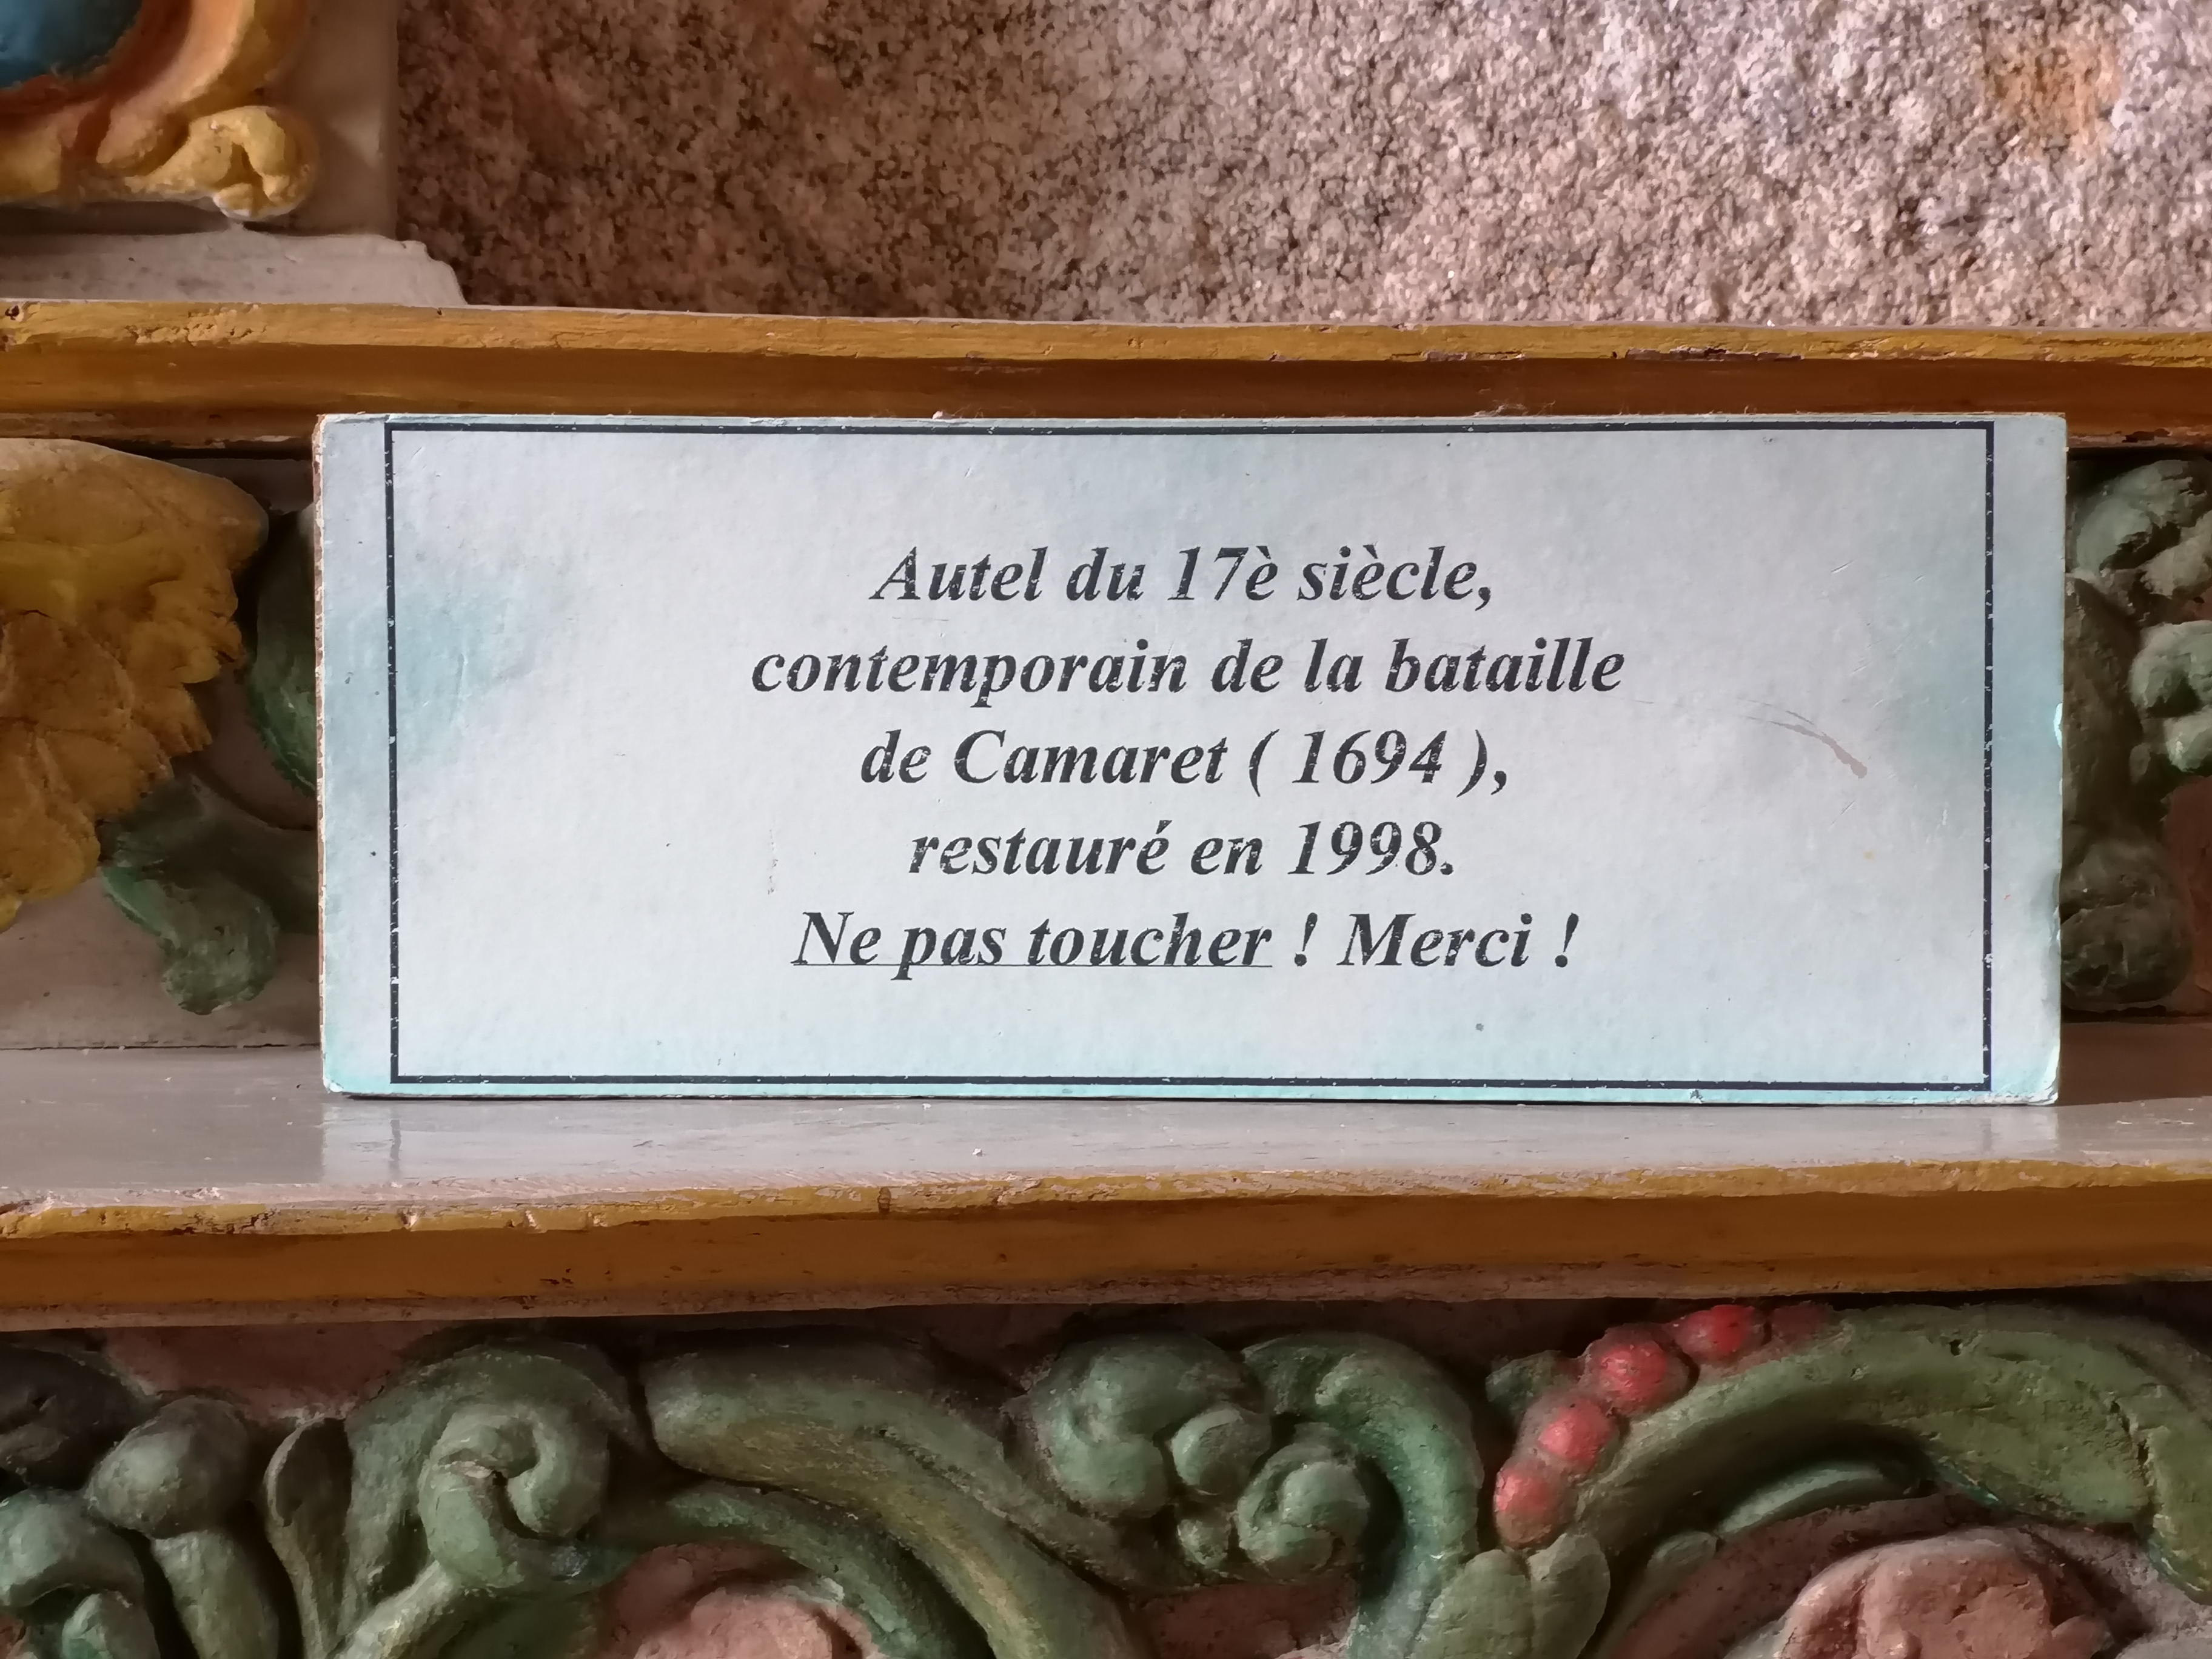 Autel du 17è siècle,
contemporain de la bataille
de Camaret ( 1694 ),
restauré en 1998.
Ne pas toucher ! Merci !